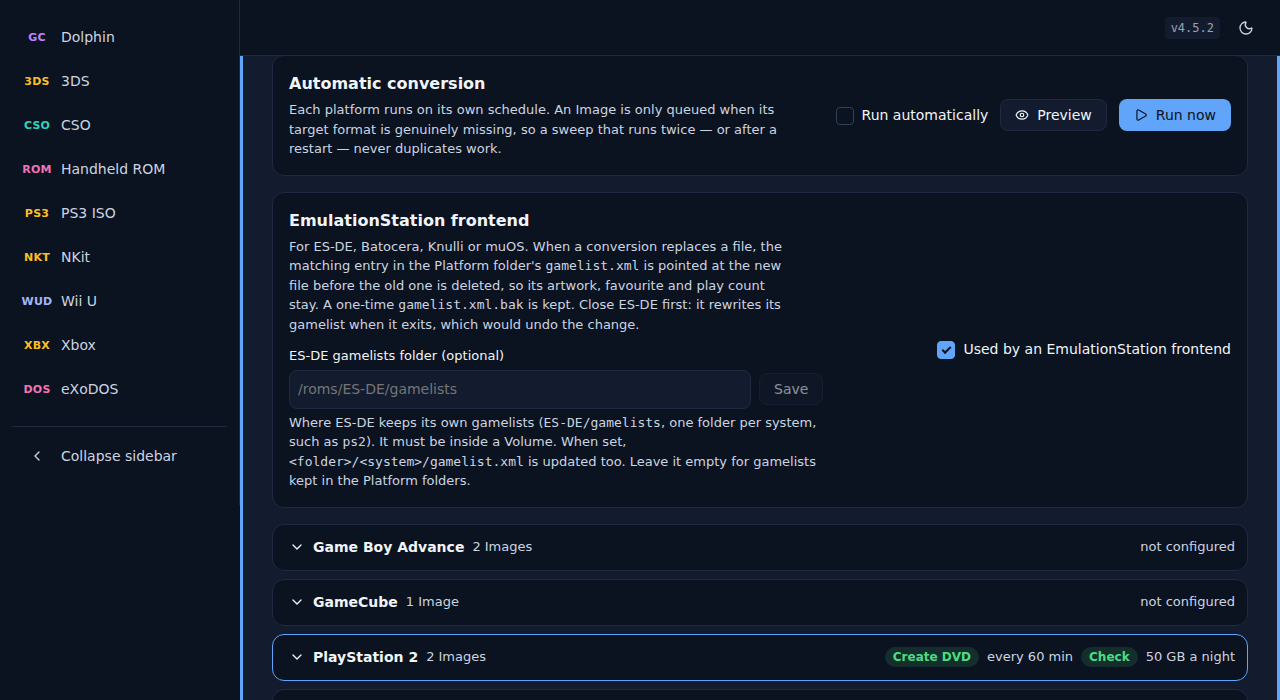 GC Dolphin
3DS 3DS
CSO CSO
ROM Handheld ROM
PS3 PS3 ISO
NKT NKit
WUD Wii U
XBX Xbox
DOS eXoDOS
Collapse sidebar
v4.5.2
Automatic conversion
Each platform runs on its own schedule. An Image is only queued when its
target format is genuinely missing, so a sweep that runs twice — or after a
restart — never duplicates work.
Run automatically
Preview
Run now
EmulationStation frontend
For ES-DE, Batocera, Knulli or muOS. When a conversion replaces a file, the
matching entry in the Platform folder's gamelist.xml is pointed at the new
file before the old one is deleted, so its artwork, favourite and play count
stay. A one-time gamelist.xml.bak is kept. Close ES-DE first: it rewrites its
gamelist when it exits, which would undo the change.
ES-DE gamelists folder (optional)
/roms/ES-DE/gamelists
Save
Where ES-DE keeps its own gamelists (ES-DE/gamelists, one folder per system,
such as ps2). It must be inside a Volume. When set,
<folder>/<system>/gamelist.xml is updated too. Leave it empty for gamelists
kept in the Platform folders.
Used by an EmulationStation frontend
Game Boy Advance 2 Images not configured
GameCube 1 Image not configured
PlayStation 2 2 Images Create DVD every 60 min Check 50 GB a night